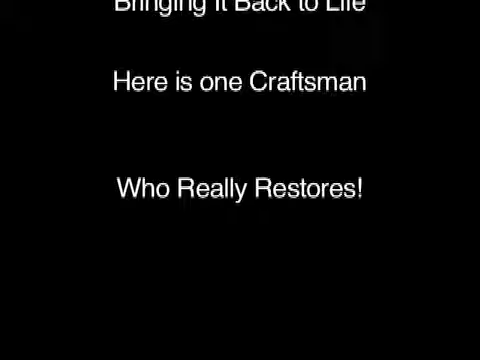 Bringing It Back to Life
Here is one Craftsman
Who Really Restores!